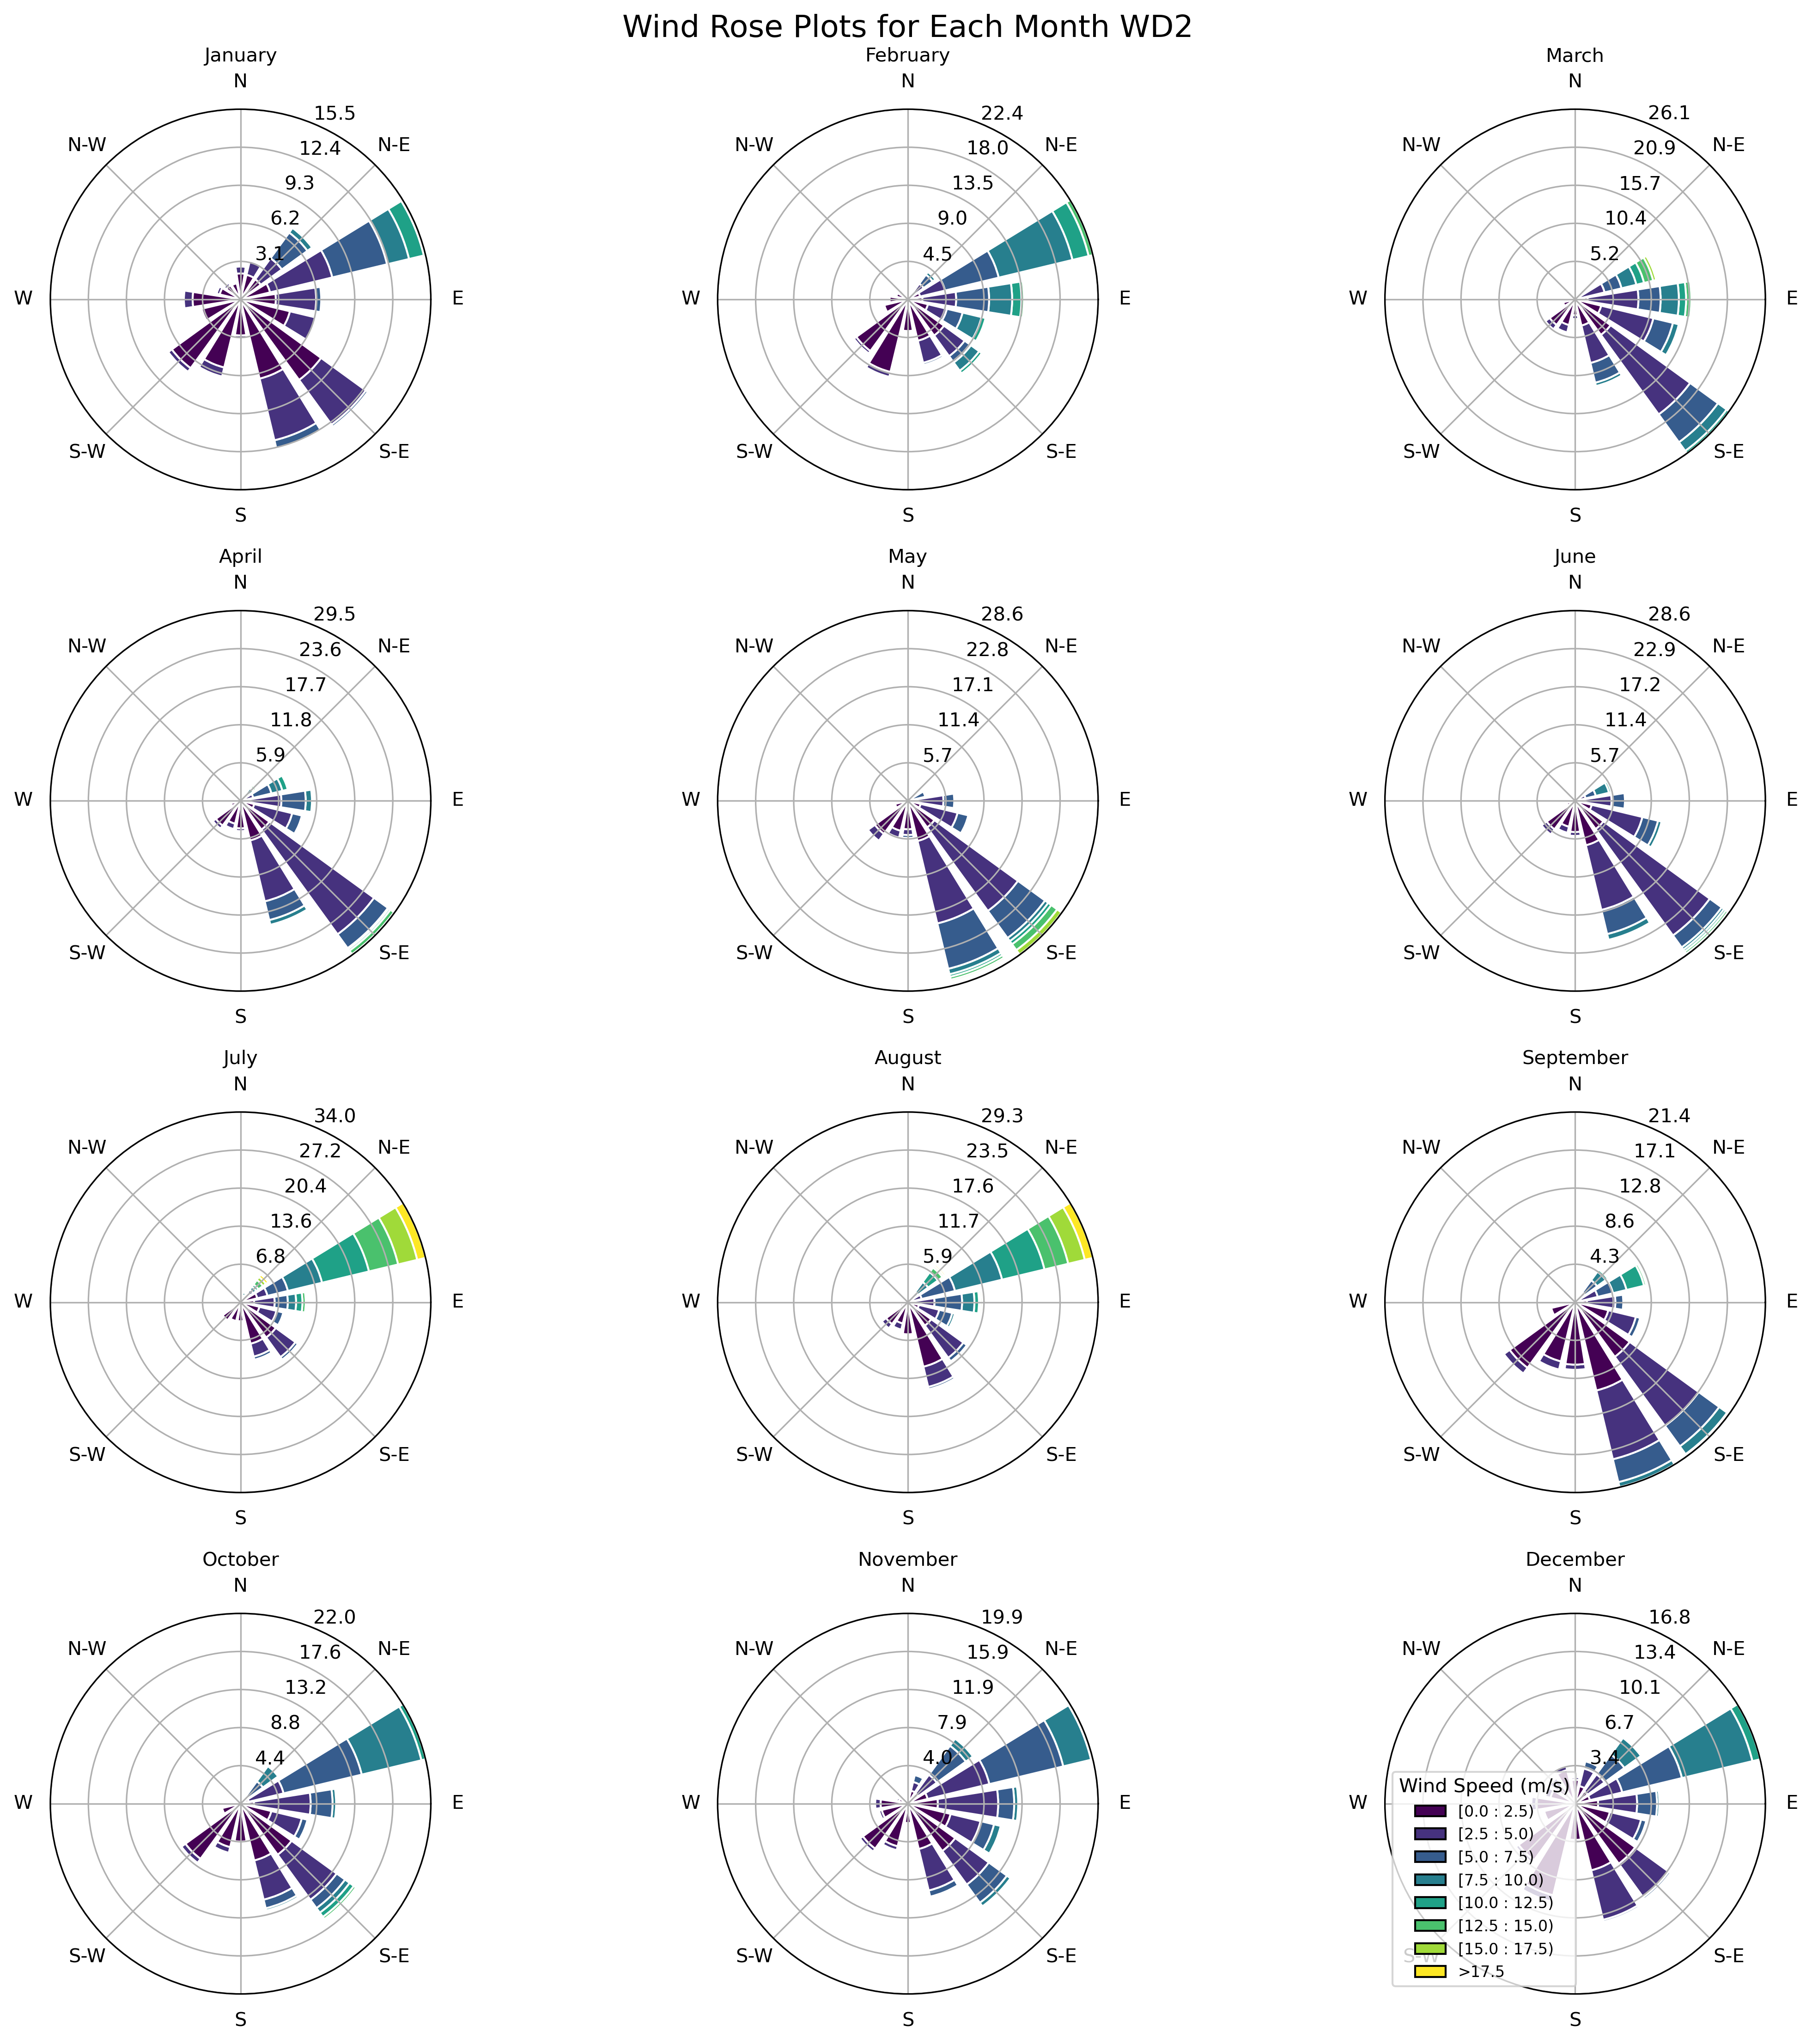 Wind Rose Plots for Each Month WD2
January
N
N-W
N-E
W
E
S-W
S-E
S
3.1
6.2
9.3
12.4
15.5
February
N
N-W
N-E
W
E
S-W
S-E
S
4.5
9.0
13.5
18.0
22.4
March
N
N-W
N-E
W
E
S-W
S-E
S
5.2
10.4
15.7
20.9
26.1
April
N
N-W
N-E
W
E
S-W
S-E
S
5.9
11.8
17.7
23.6
29.5
May
N
N-W
N-E
W
E
S-W
S-E
S
5.7
11.4
17.1
22.8
28.6
June
N
N-W
N-E
W
E
S-W
S-E
S
5.7
11.4
17.2
22.9
28.6
July
N
N-W
N-E
W
E
S-W
S-E
S
6.8
13.6
20.4
27.2
34.0
August
N
N-W
N-E
W
E
S-W
S-E
S
5.9
11.7
17.6
23.5
29.3
September
N
N-W
N-E
W
E
S-W
S-E
S
4.3
8.6
12.8
17.1
21.4
October
N
N-W
N-E
W
E
S-W
S-E
S
4.4
8.8
13.2
17.6
22.0
November
N
N-W
N-E
W
E
S-W
S-E
S
4.0
7.9
11.9
15.9
19.9
December
N
N-W
N-E
W
E
S-W
S-E
S
3.4
6.7
10.1
13.4
16.8
Wind Speed (m/s)
[0.0 : 2.5)
[2.5 : 5.0)
[5.0 : 7.5)
[7.5 : 10.0)
[10.0 : 12.5)
[12.5 : 15.0)
[15.0 : 17.5)
>17.5